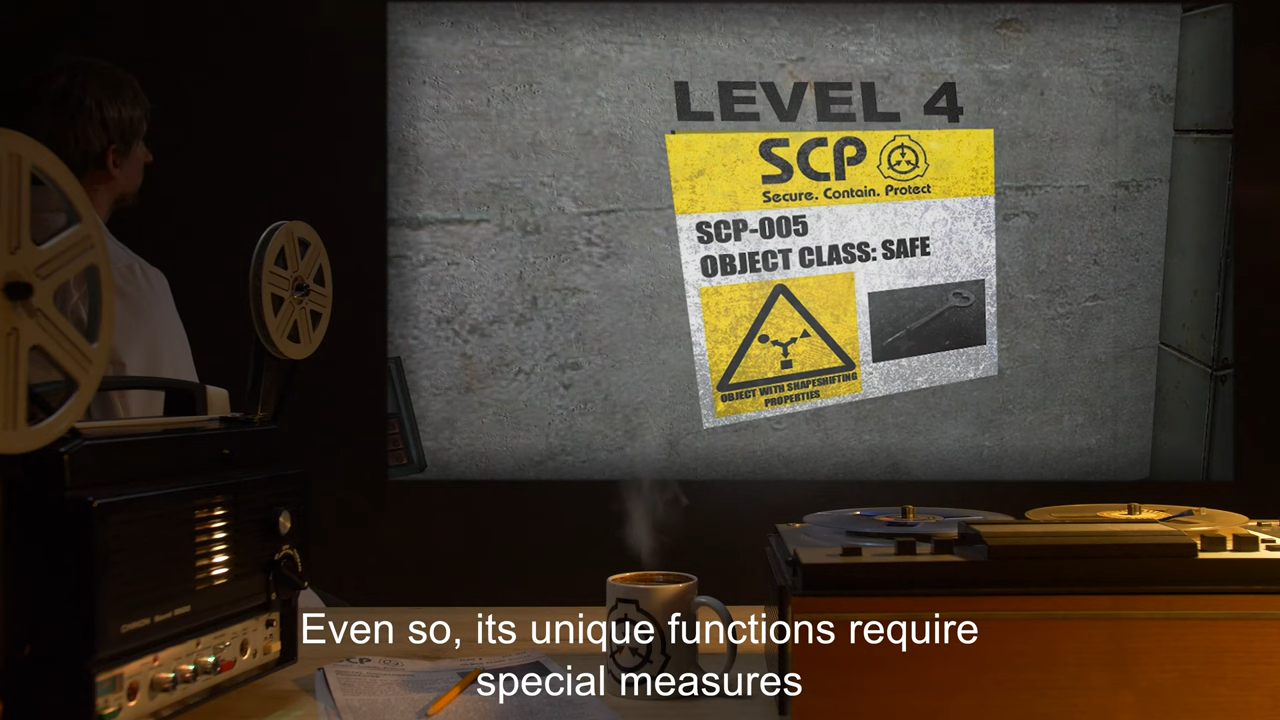 LEVEL 4
SCP
Secure. Contain. Protect
SCP-005
OBJECT CLASS: SAFE
OBJECT WITH SHAPESHIFTING
PROPERTIES
Even so, its unique functions require
special measures